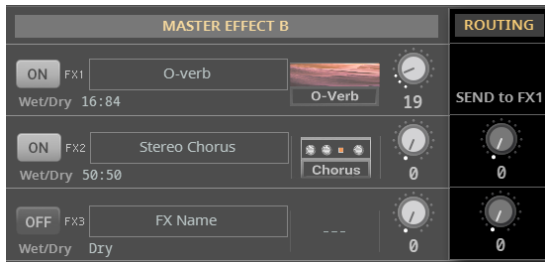 MASTER EFFECT B ROUTING
ON FX1 O-verb O-Verb 19 SEND to FX1
Wet/Dry 16:84
ON FX2 Stereo Chorus Chorus 0 0
Wet/Dry 50:50
OFF FX3 FX Name --- 0 0
Wet/Dry Dry